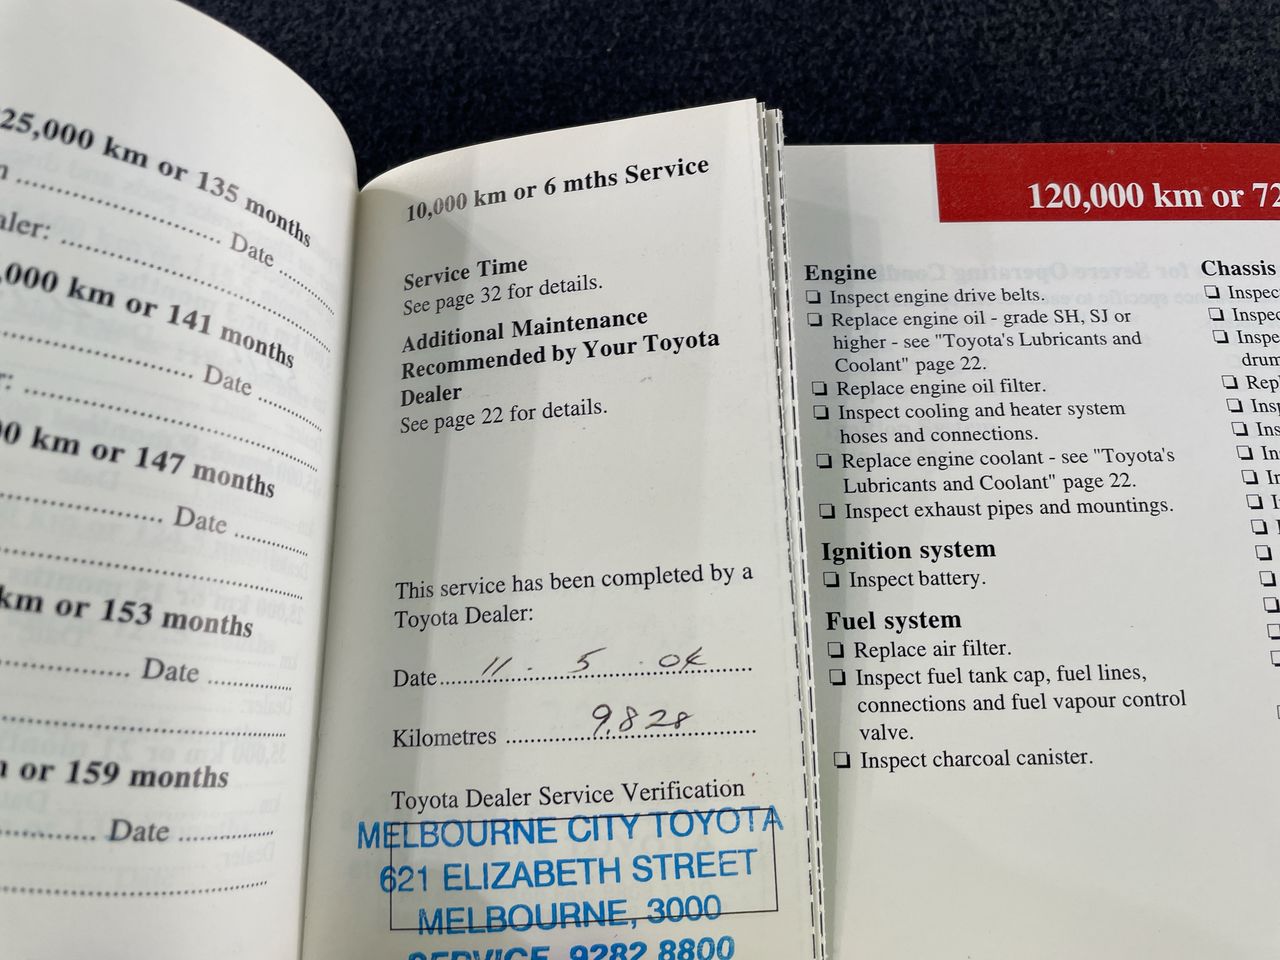 25,000 km or 135 months
Date
,000 km or 141 months
Date
00 km or 147 months
Date
km or 153 months
Date
or 159 months
Date
10,000 km or 6 mths Service
Service Time
See page 32 for details.
Additional Maintenance
Recommended by Your Toyota
Dealer
See page 22 for details.
This service has been completed by a
Toyota Dealer:
Date 11 . 5 . 04
Kilometres 9,828
Toyota Dealer Service Verification
MELBOURNE CITY TOYOTA
621 ELIZABETH STREET
MELBOURNE, 3000
SERVICE 9282 8800
120,000 km or 72
Engine
❏ Inspect engine drive belts.
❏ Replace engine oil - grade SH, SJ or
higher - see "Toyota's Lubricants and
Coolant" page 22.
❏ Replace engine oil filter.
❏ Inspect cooling and heater system
hoses and connections.
❏ Replace engine coolant - see "Toyota's
Lubricants and Coolant" page 22.
❏ Inspect exhaust pipes and mountings.
Ignition system
❏ Inspect battery.
Fuel system
❏ Replace air filter.
❏ Inspect fuel tank cap, fuel lines,
connections and fuel vapour control
valve.
❏ Inspect charcoal canister.
Chassis